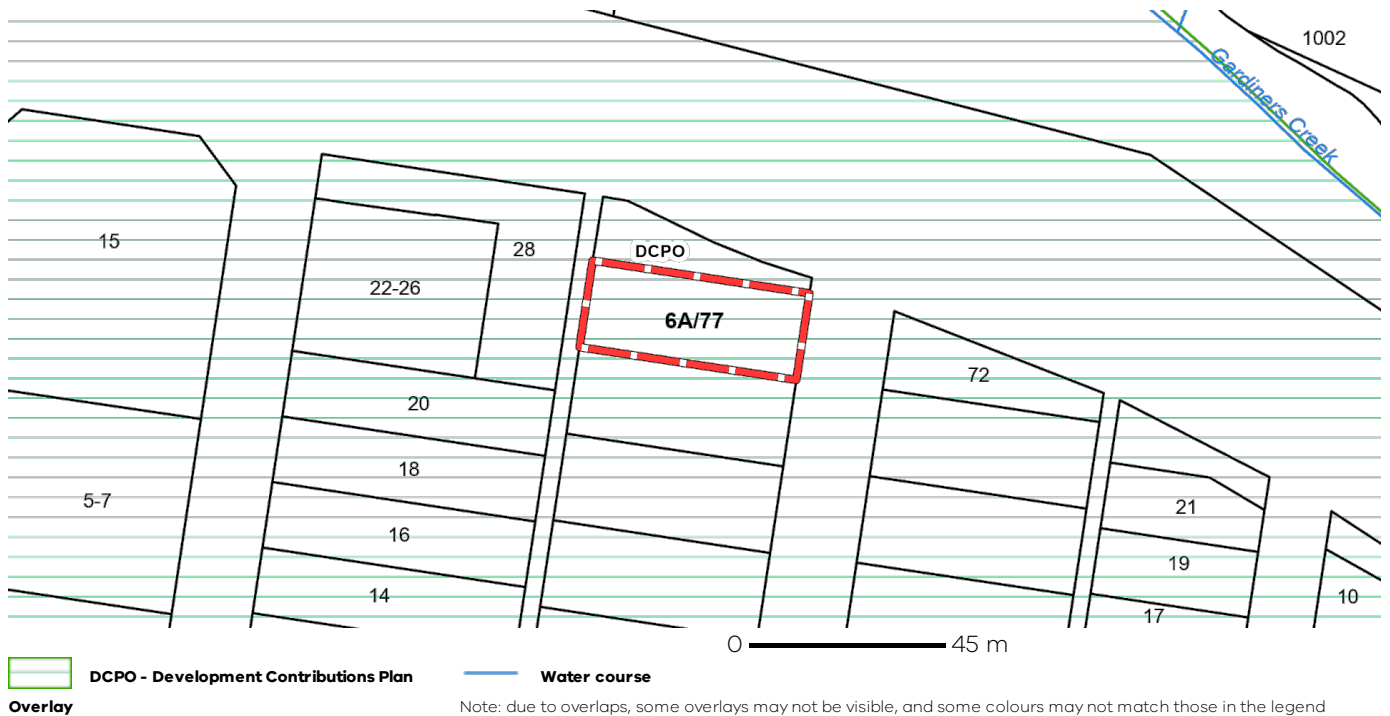 1002
Gardiners Creek
15
28
DCPO
22-26
6A/77
72
20
18
5-7
21
16
19
14
10
17
0 45 m
DCPO - Development Contributions Plan
Water course
Overlay
Note: due to overlaps, some overlays may not be visible, and some colours may not match those in the legend